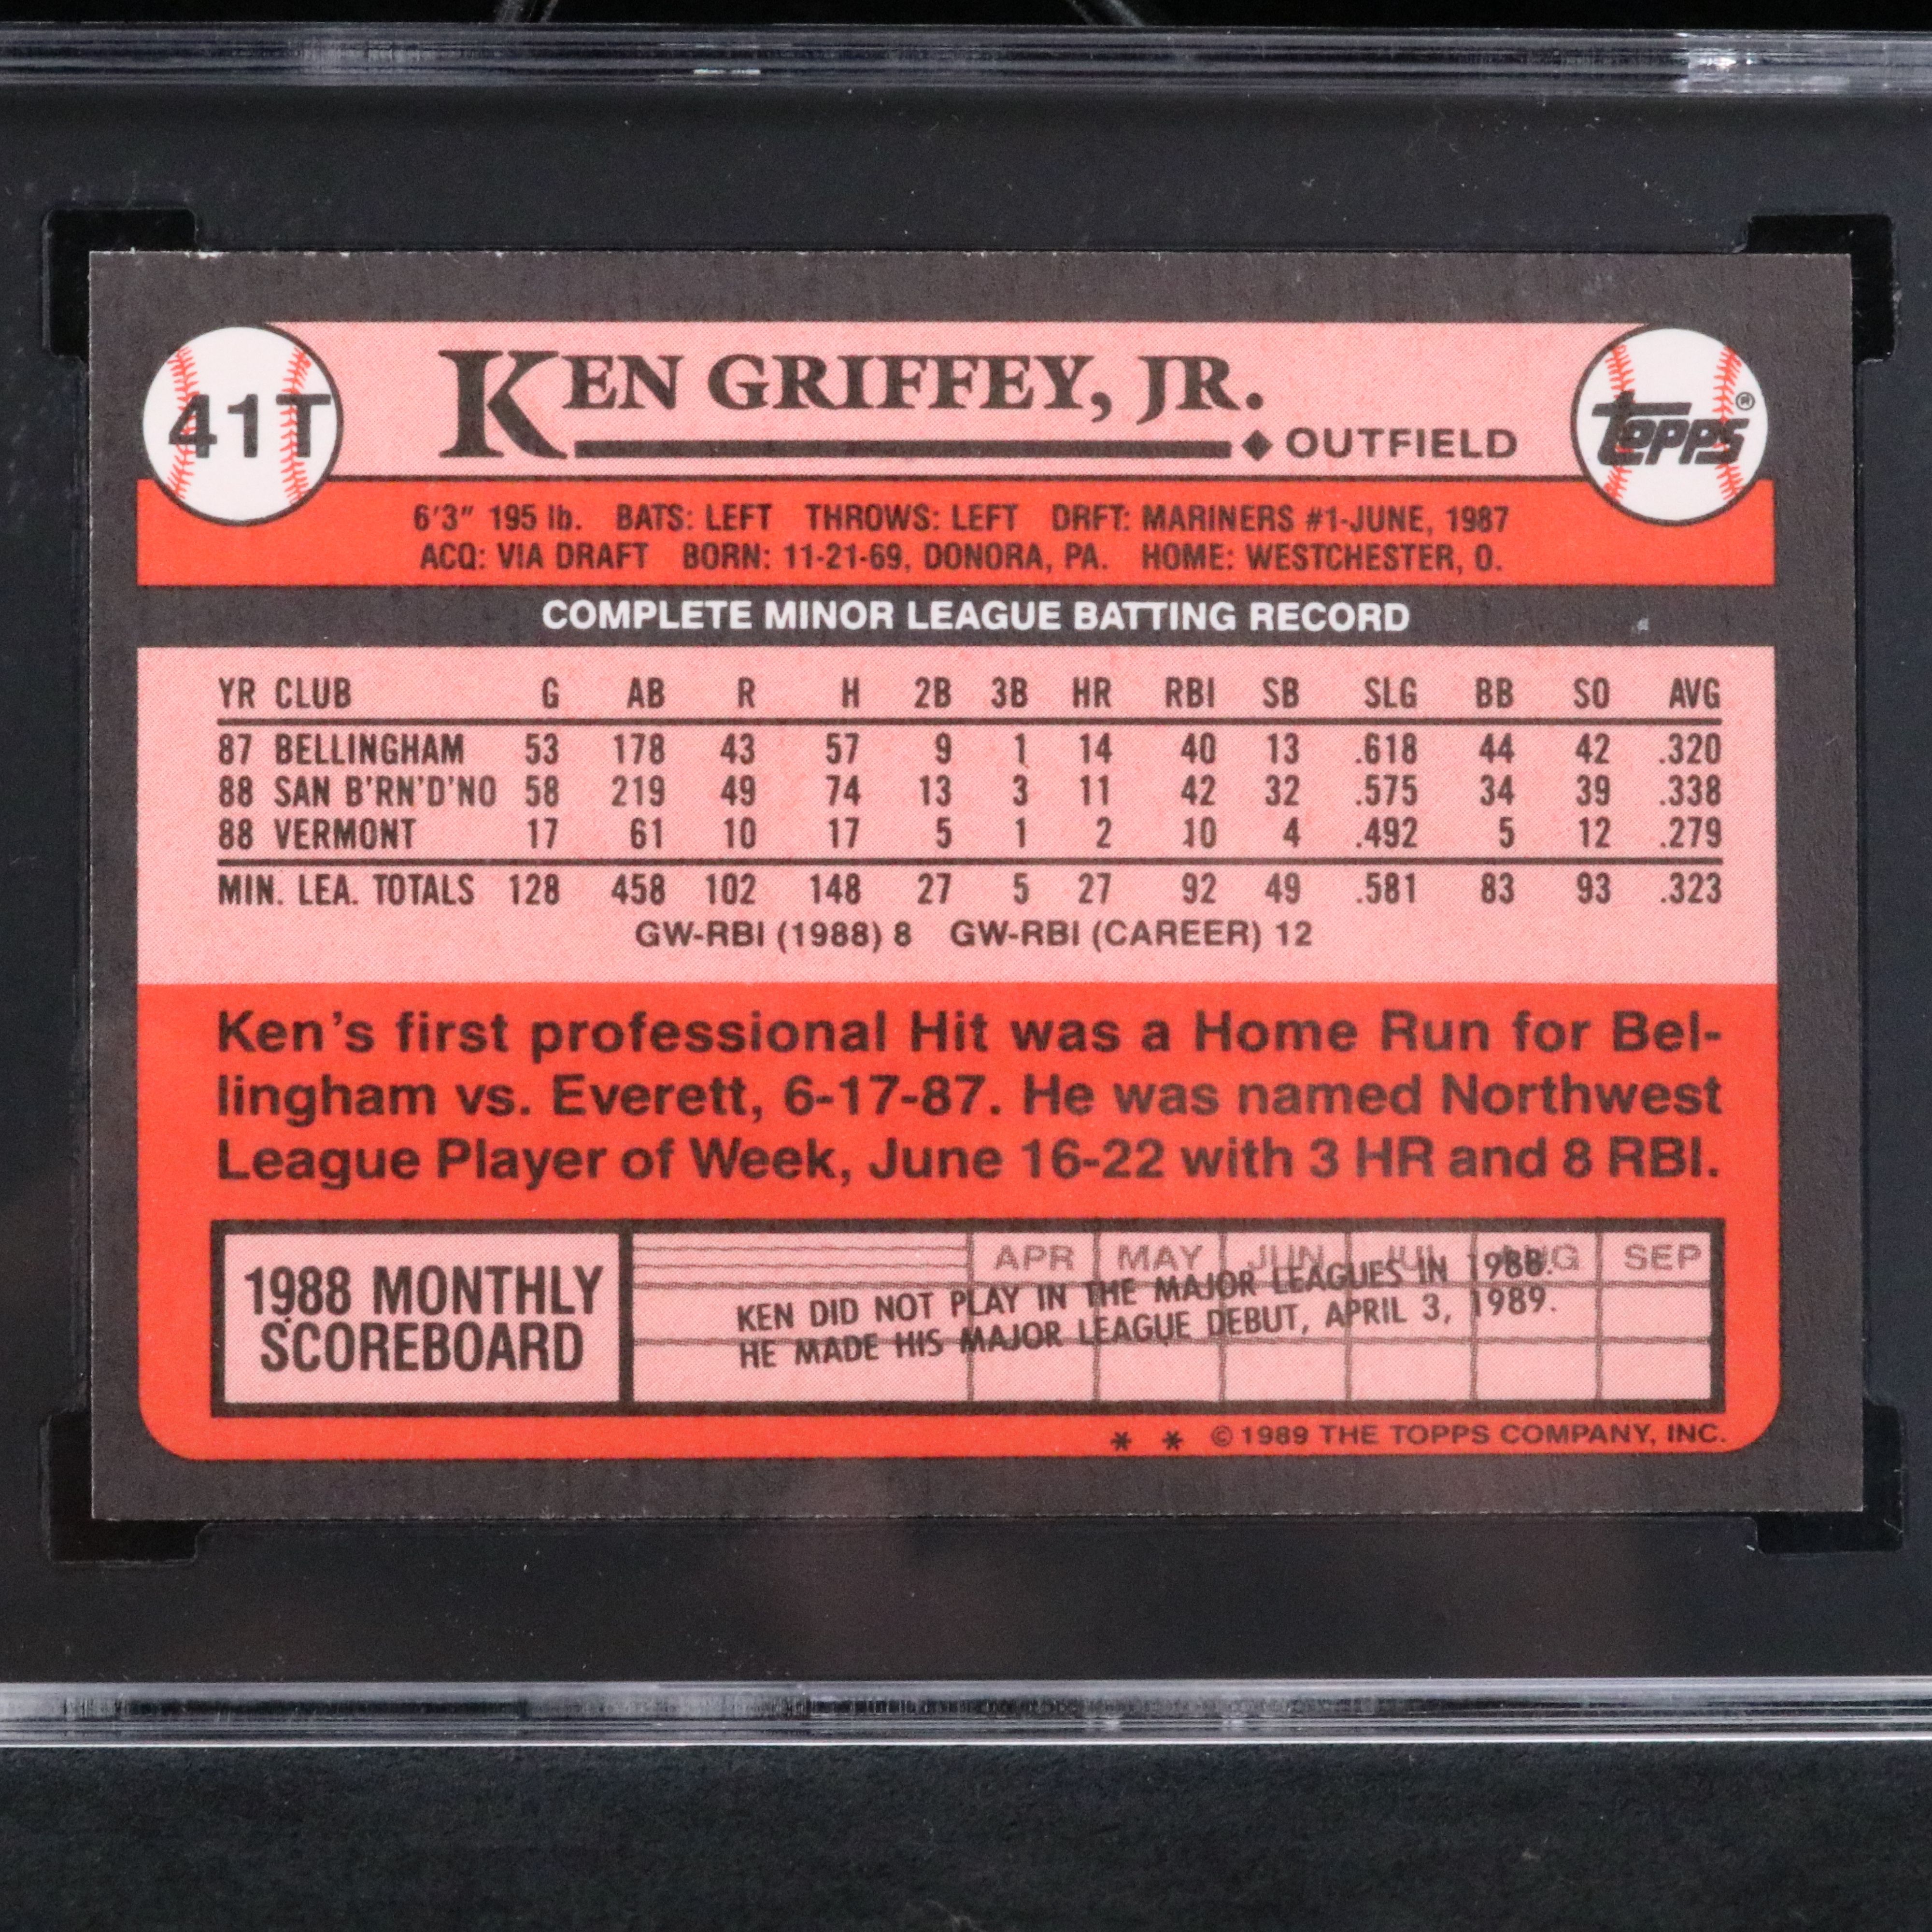 41T
KEN GRIFFEY, JR.
◆ OUTFIELD
topps®
6'3" 195 lb. BATS: LEFT THROWS: LEFT DRFT: MARINERS #1-JUNE, 1987
ACQ: VIA DRAFT BORN: 11-21-69, DONORA, PA. HOME: WESTCHESTER, O.
COMPLETE MINOR LEAGUE BATTING RECORD
YR CLUB G AB R H 2B 3B HR RBI SB SLG BB SO AVG
87 BELLINGHAM 53 178 43 57 9 1 14 40 13 .618 44 42 .320
88 SAN B'RN'D'NO 58 219 49 74 13 3 11 42 32 .575 34 39 .338
88 VERMONT 17 61 10 17 5 1 2 10 4 .492 5 12 .279
MIN. LEA. TOTALS 128 458 102 148 27 5 27 92 49 .581 83 93 .323
GW-RBI (1988) 8 GW-RBI (CAREER) 12
Ken's first professional Hit was a Home Run for Bel-
lingham vs. Everett, 6-17-87. He was named Northwest
League Player of Week, June 16-22 with 3 HR and 8 RBI.
1988 MONTHLY
SCOREBOARD
APR MAY JUN JUL AUG SEP
KEN DID NOT PLAY IN THE MAJOR LEAGUES IN 1988.
HE MADE HIS MAJOR LEAGUE DEBUT, APRIL 3, 1989.
* * © 1989 THE TOPPS COMPANY, INC.